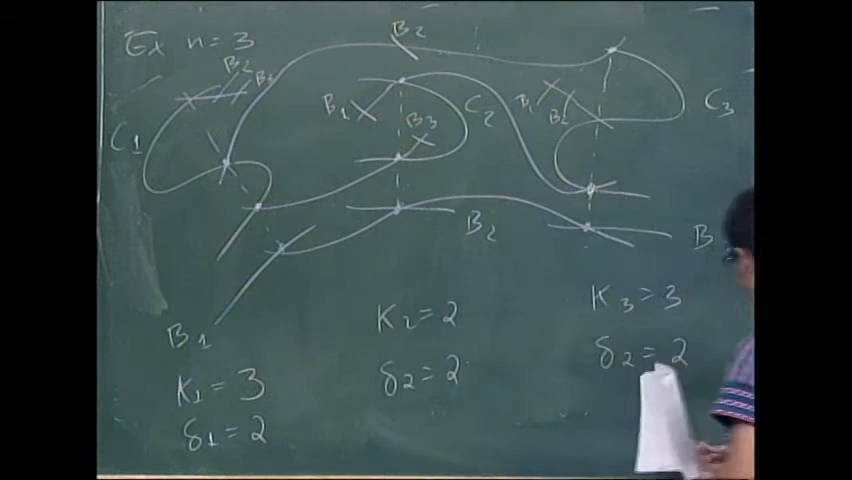 Ex n = 3
B2
B2
B3
C1
B1
B3
C2
B1
B2
C3
B2
B
B1
K1 = 3
δ1 = 2
K2 = 2
δ2 = 2
K3 = 3
δ2 = 2